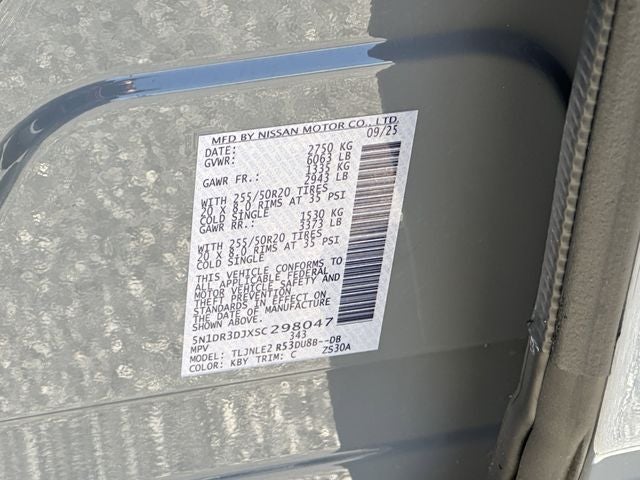 MFD BY NISSAN MOTOR CO., LTD.
DATE: 09/25
GVWR: 2750 KG
6063 LB
GAWR FR.: 1335 KG
2943 LB
WITH 255/50R20 TIRES
20 X 8.0 RIMS AT 35 PSI
COLD SINGLE
GAWR RR.: 1530 KG
3373 LB
WITH 255/50R20 TIRES
20 X 8.0 RIMS AT 35 PSI
COLD SINGLE
THIS VEHICLE CONFORMS TO
ALL APPLICABLE FEDERAL
MOTOR VEHICLE SAFETY AND
THEFT PREVENTION
STANDARDS IN EFFECT ON
THE DATE OF MANUFACTURE
5N1DR3DJXSC298047
MPV 343
MODEL: TLJNLE2 R53DU8B--DB
COLOR: KBY TRIM: C ZS30A